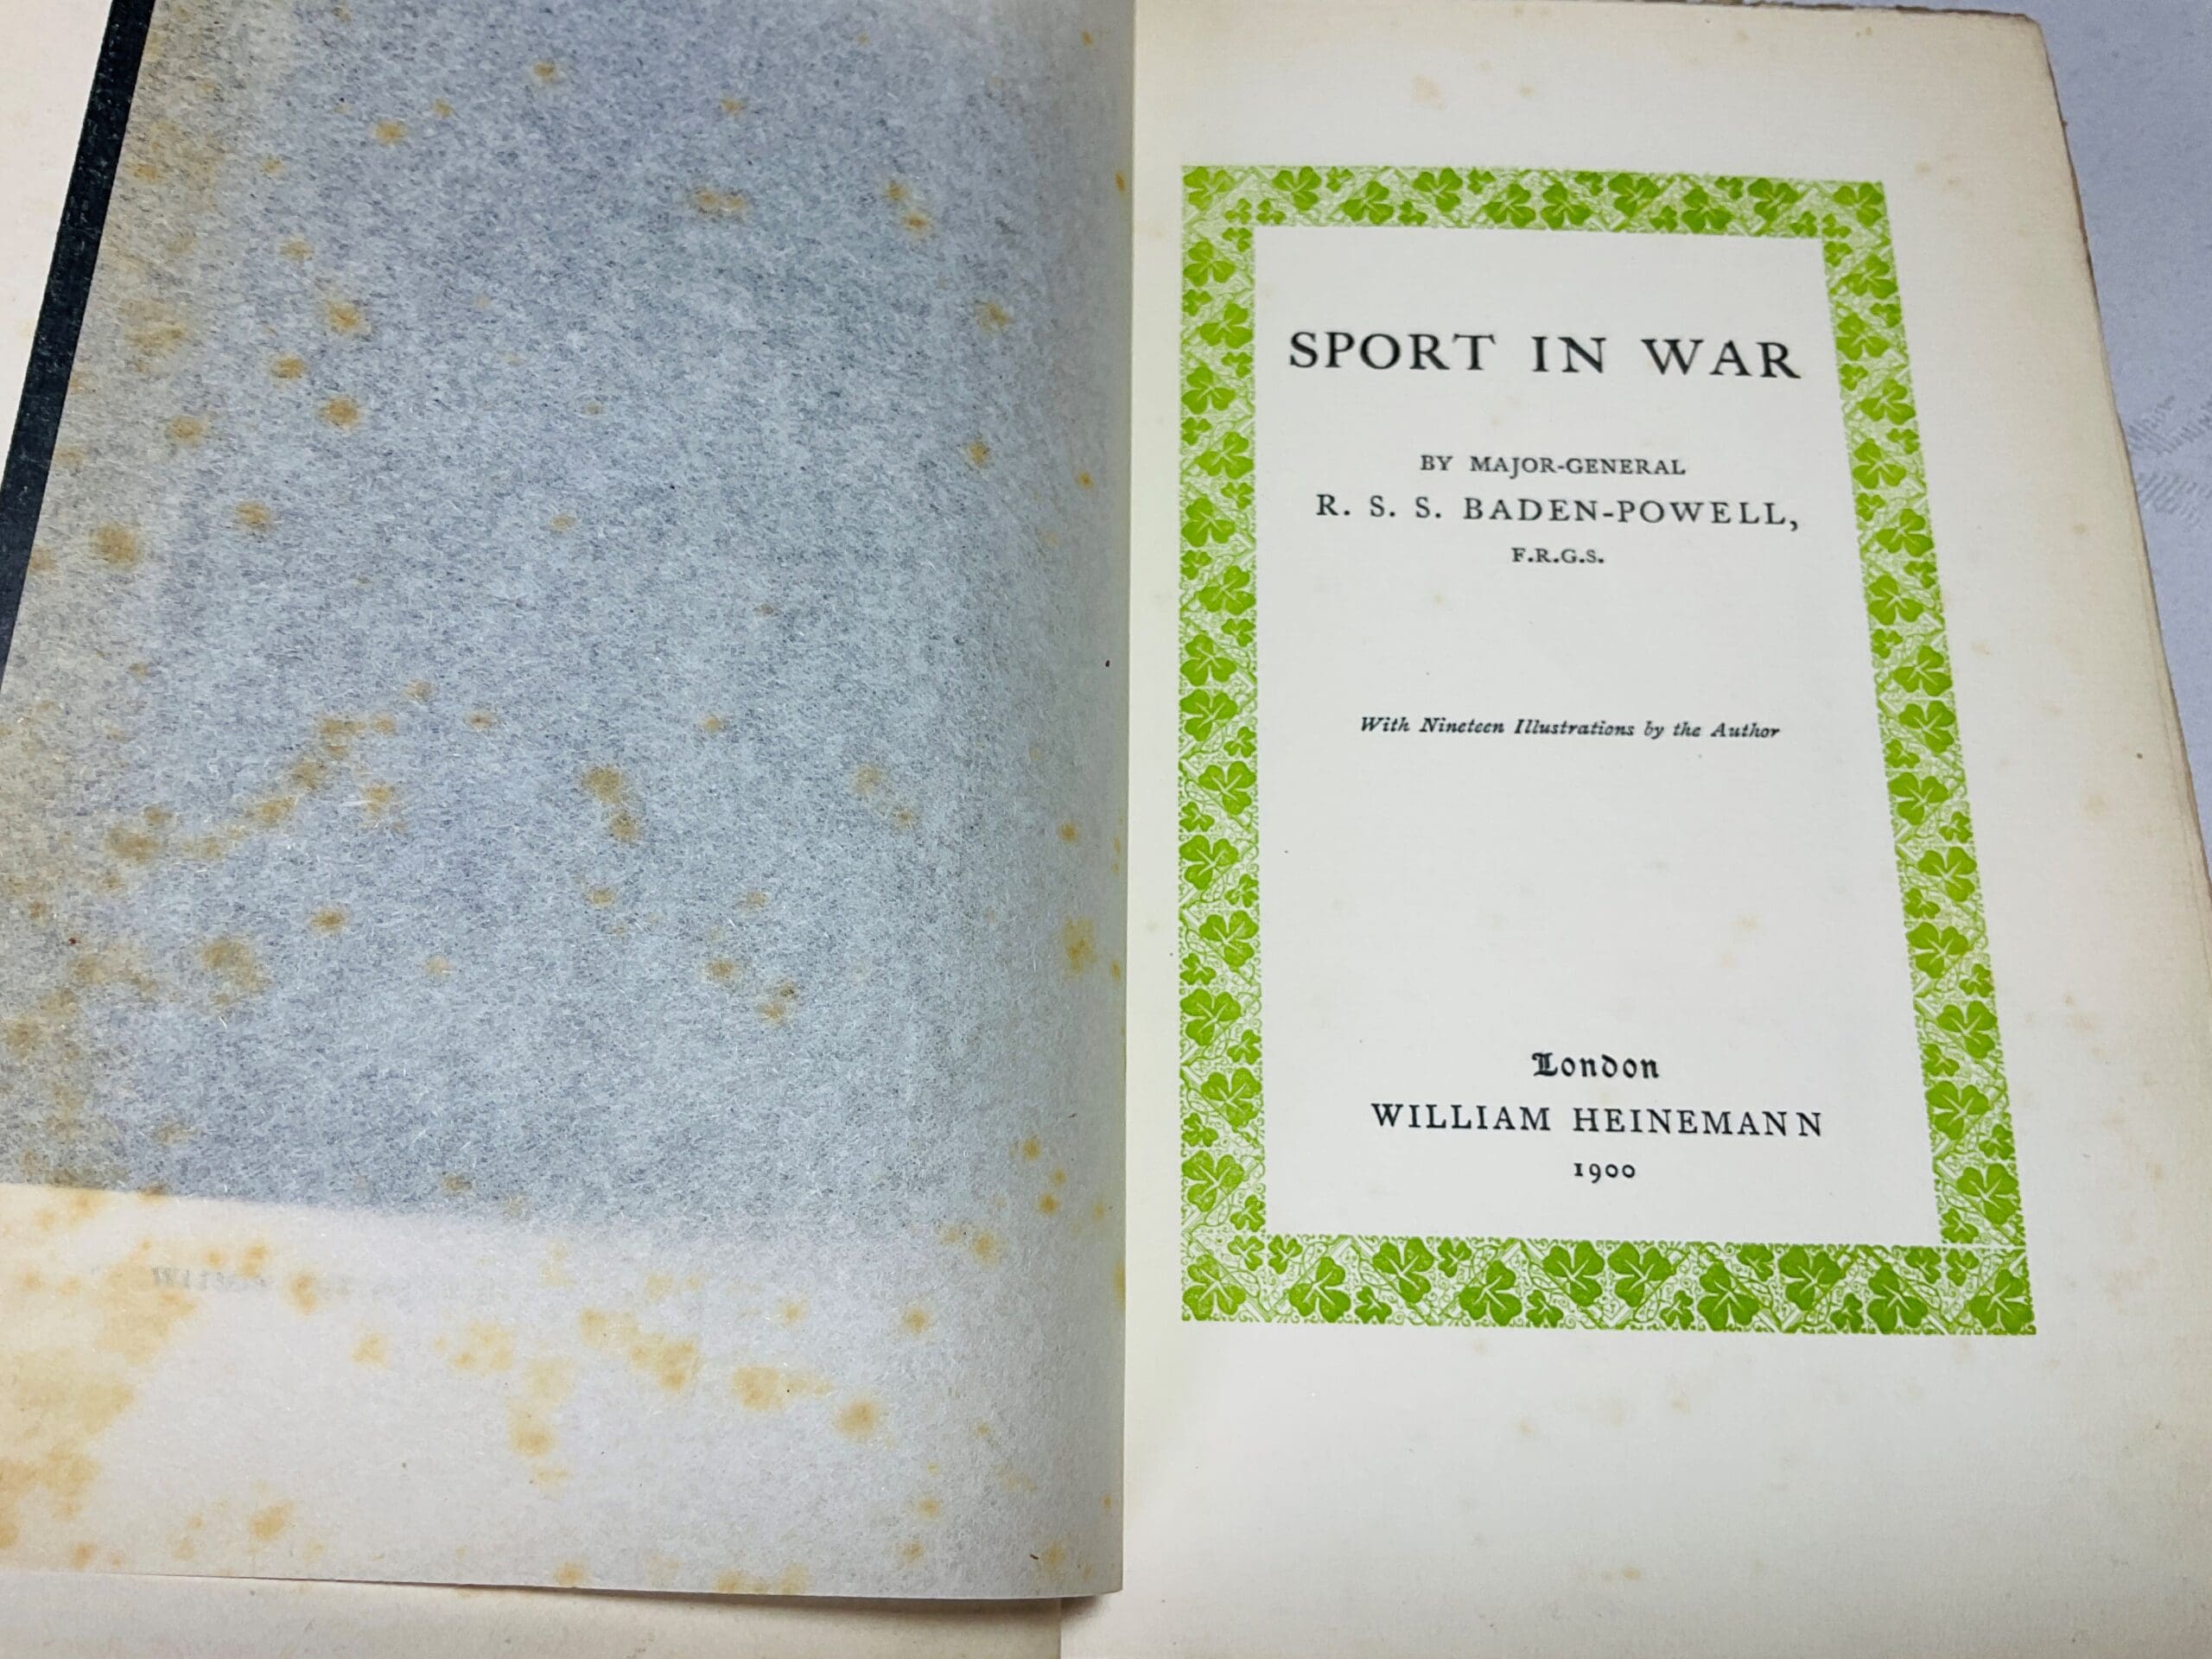 SPORT IN WAR
BY MAJOR-GENERAL
R. S. S. BADEN-POWELL,
F.R.G.S.
With Nineteen Illustrations by the Author
London
WILLIAM HEINEMANN
1900